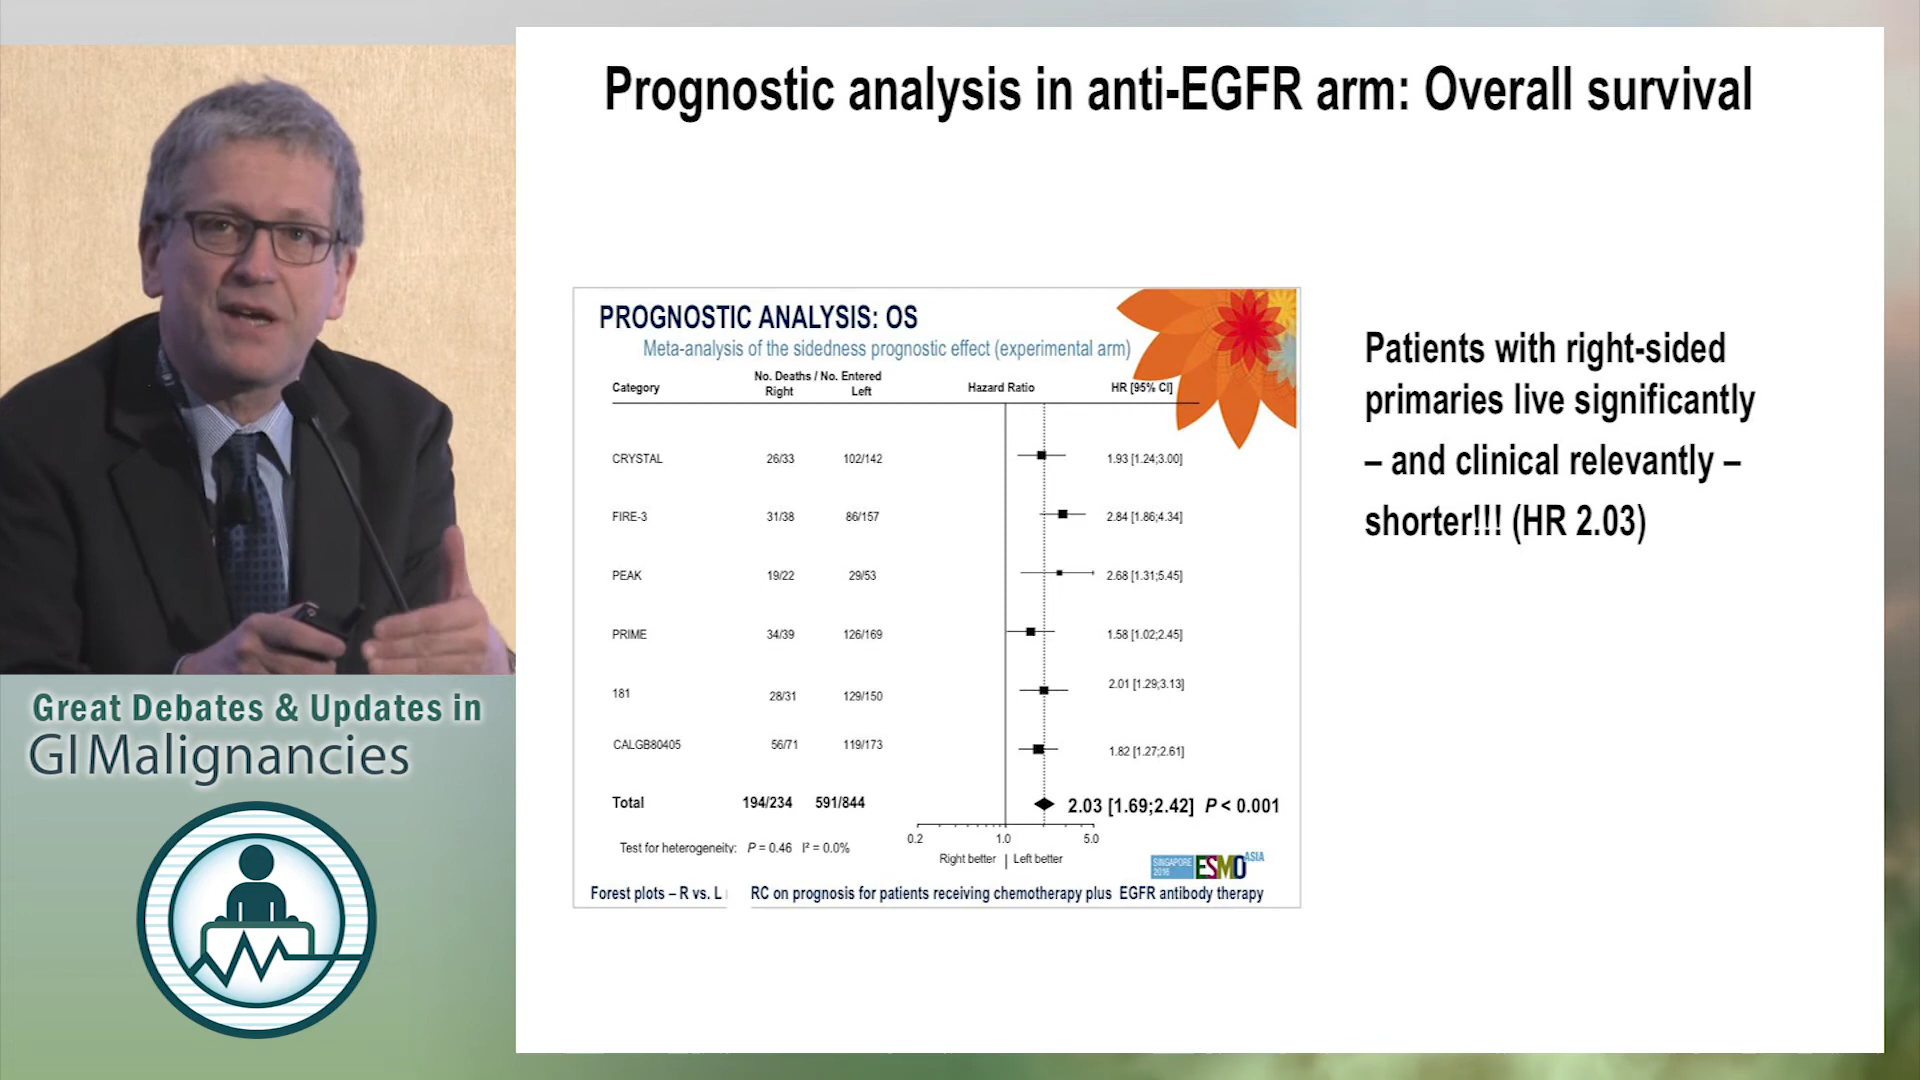 Prognostic analysis in anti-EGFR arm: Overall survival
PROGNOSTIC ANALYSIS: OS
Meta-analysis of the sidedness prognostic effect (experimental arm)
Category No. Deaths / No. Entered Hazard Ratio HR [95% CI]
Right Left
CRYSTAL 26/33 102/142 1.93 [1.24;3.00]
FIRE-3 31/38 86/157 2.84 [1.86;4.34]
PEAK 19/22 29/53 2.68 [1.31;5.45]
PRIME 34/39 126/169 1.58 [1.02;2.45]
181 28/31 129/150 2.01 [1.29;3.13]
CALGB80405 56/71 119/173 1.82 [1.27;2.61]
Total 194/234 591/844 2.03 [1.69;2.42] P < 0.001
0.2 1.0 5.0
Test for heterogeneity: P = 0.46 I² = 0.0%
Right better | Left better
SINGAPORE
2016
ESMO ASIA
Forest plots – R vs. L RC on prognosis for patients receiving chemotherapy plus EGFR antibody therapy
Patients with right-sided
primaries live significantly
– and clinical relevantly –
shorter!!! (HR 2.03)
Great Debates & Updates in
GI Malignancies